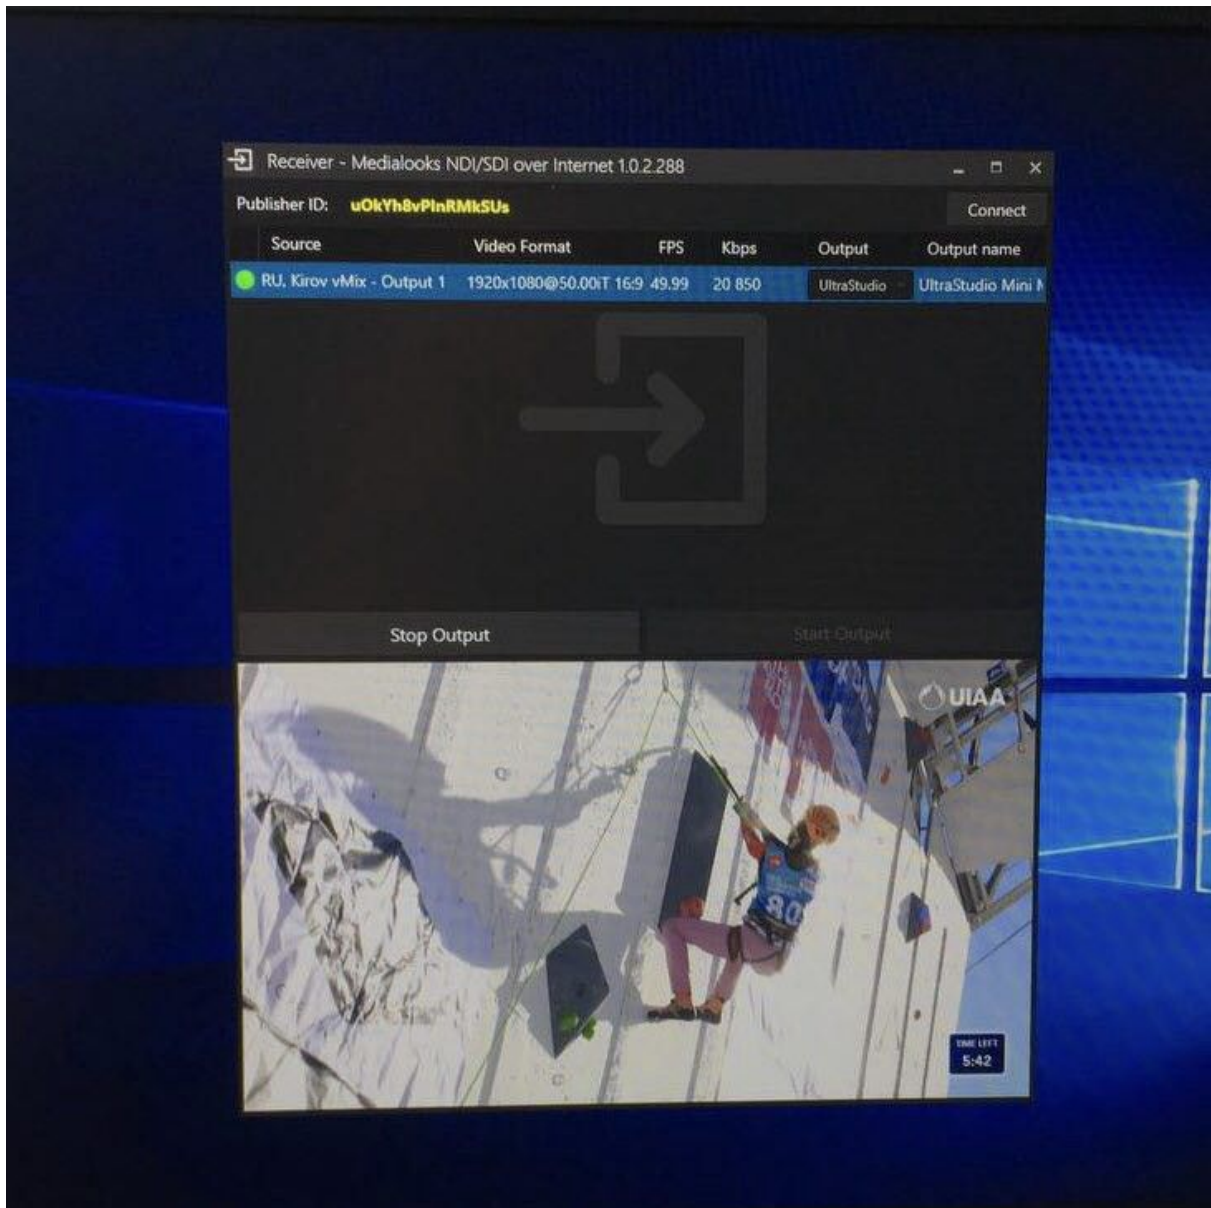 Receiver - Medialooks NDI/SDI over Internet 1.0.2.288
Publisher ID: uOkYh8vPlnRMkSUs Connect
Source Video Format FPS Kbps Output Output name
RU, Kirov vMix - Output 1 1920x1080@50.00iT 16:9 49.99 20 850 UltraStudio UltraStudio Mini M
Stop Output Start Output
UIAA
80
TIME LEFT
5:42